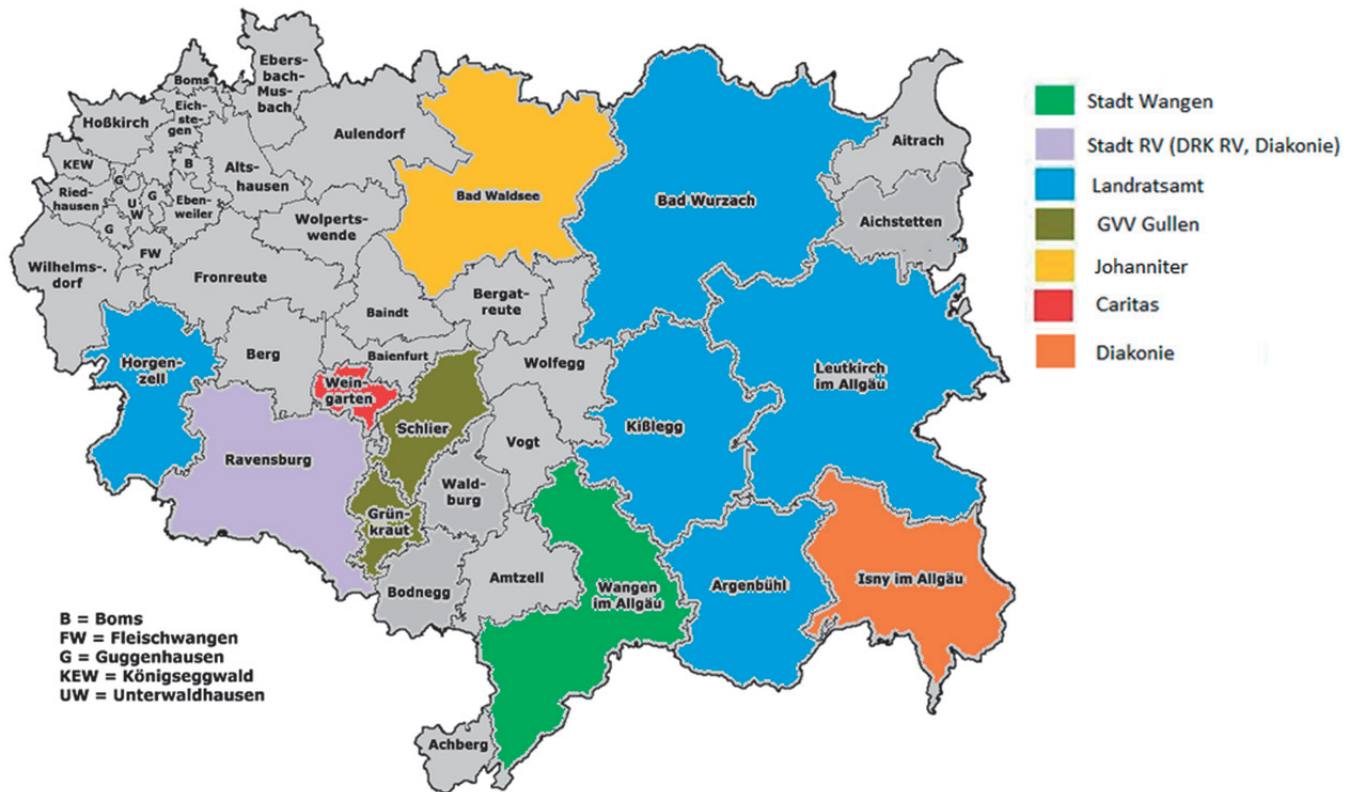 Ebers-
bach-
Mus-
bach
Boms
Eich-
ste-
gen
Hoßkirch
Aulendorf
Aitrach
KEW
G
B
Alts-
hausen
Bad Waldsee
Bad Wurzach
Ried-
hausen
U
W
G
Eben-
weiler
Aichstetten
G
Wolperts-
wende
FW
Wilhelms-.
dorf
Fronreute
Bergat-
reute
Baindt
Horgen-
zell
Berg
Baienfurt
Wolfegg
Leutkirch
im Allgäu
Wein-
garten
Schlier
Kißlegg
Vogt
Ravensburg
Wald-
burg
Grün-
kraut
Bodnegg
Amtzell
Wangen
im Allgäu
Argenbühl
Isny im Allgäu
Achberg
B = Boms
FW = Fleischwangen
G = Guggenhausen
KEW = Königseggwald
UW = Unterwaldhausen
Stadt Wangen
Stadt RV (DRK RV, Diakonie)
Landratsamt
GVV Gullen
Johanniter
Caritas
Diakonie